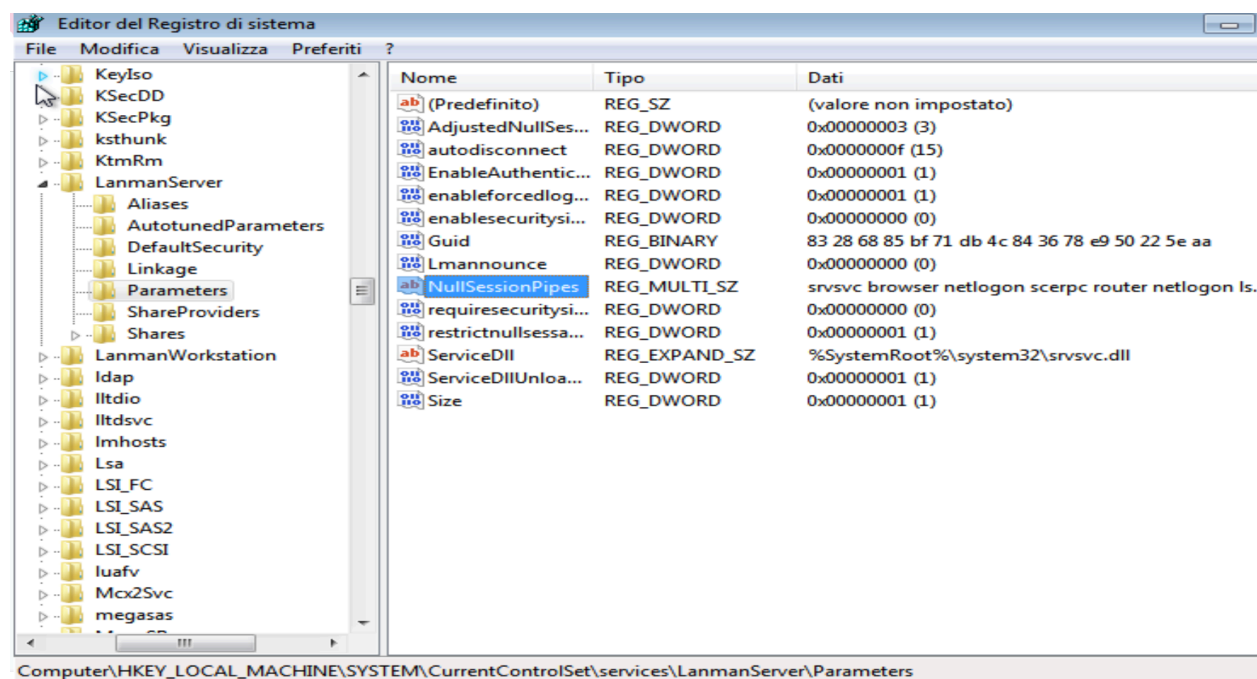 Editor del Registro di sistema
File Modifica Visualizza Preferiti ?
KeyIso
KSecDD
KSecPkg
ksthunk
KtmRm
LanmanServer
Aliases
AutotunedParameters
DefaultSecurity
Linkage
Parameters
ShareProviders
Shares
LanmanWorkstation
ldap
lltdio
lltdsvc
lmhosts
Lsa
LSI_FC
LSI_SAS
LSI_SAS2
LSI_SCSI
luafv
Mcx2Svc
megasas
Nome Tipo Dati
(Predefinito) REG_SZ (valore non impostato)
AdjustedNullSes... REG_DWORD 0x00000003 (3)
autodisconnect REG_DWORD 0x0000000f (15)
EnableAuthentic... REG_DWORD 0x00000001 (1)
enableforcedlog... REG_DWORD 0x00000001 (1)
enablesecuritysi... REG_DWORD 0x00000000 (0)
Guid REG_BINARY 83 28 68 85 bf 71 db 4c 84 36 78 e9 50 22 5e aa
Lmannounce REG_DWORD 0x00000000 (0)
NullSessionPipes REG_MULTI_SZ srvsvc browser netlogon scerpc router netlogon ls.
requiresecuritysi... REG_DWORD 0x00000000 (0)
restrictnullsessa... REG_DWORD 0x00000001 (1)
ServiceDll REG_EXPAND_SZ %SystemRoot%\system32\srvsvc.dll
ServiceDllUnloa... REG_DWORD 0x00000001 (1)
Size REG_DWORD 0x00000001 (1)
Computer\HKEY_LOCAL_MACHINE\SYSTEM\CurrentControlSet\services\LanmanServer\Parameters